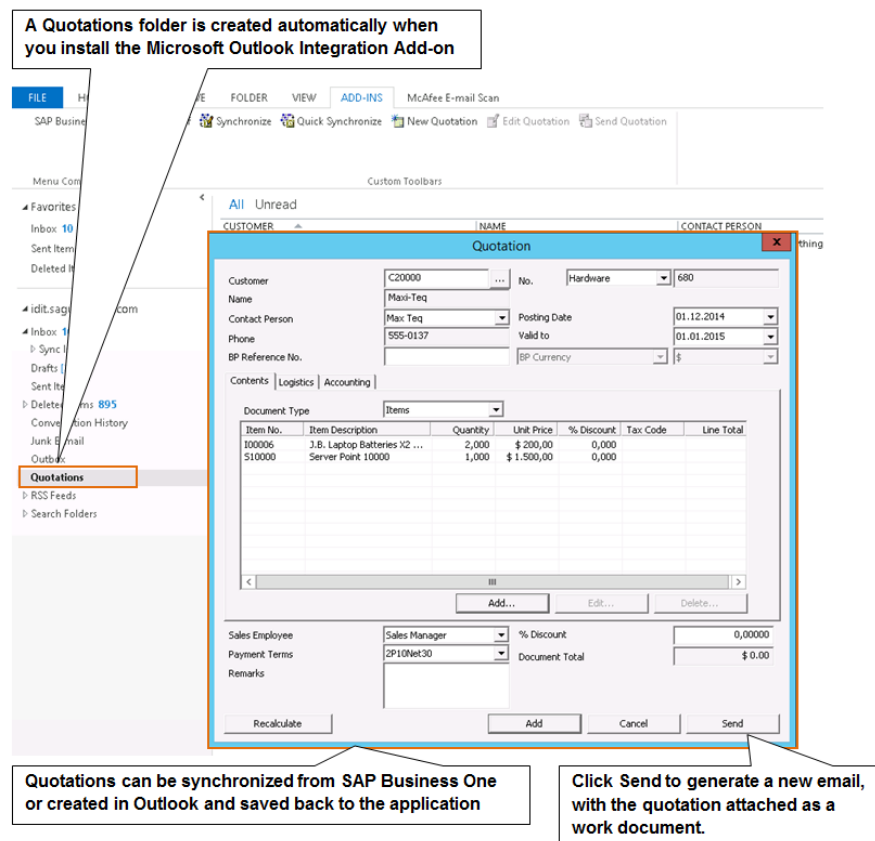 A Quotations folder is created automatically when
you install the Microsoft Outlook Integration Add-on
FILE FOLDER VIEW ADD-INS McAfee E-mail Scan
SAP Synchronize Quick Synchronize New Quotation Edit Quotation Send Quotation
Menu Custom Toolbars
Favorites
All Unread
Inbox 10
CUSTOMER NAME CONTACT PERSON
Sent
thing
Deleted
Quotation x
Customer C20000 ... No. Hardware 680
Name Maxi-Teq
Contact Person Max Teq Posting Date 01.12.2014
Phone 555-0137 Valid to 01.01.2015
BP Reference No. BP Currency $
Contents Logistics Accounting
Document Type Items
Item No. Item Description Quantity Unit Price % Discount Tax Code Line Total
I00006 J.B. Laptop Batteries X2 ... 2,000 $ 200,00 0,000
S10000 Server Point 10000 1,000 $ 1.500,00 0,000
Add... Edit... Delete...
Sales Employee Sales Manager % Discount 0,00000
Payment Terms 2P10Net30 Document Total $ 0.00
Remarks
Recalculate Add Cancel Send
com
Inbox
Sync
Drafts
Sent
895
History
Junk
Outbox
Quotations
RSS Feeds
Search Folders
Quotations can be synchronized from SAP Business One
or created in Outlook and saved back to the application
Click Send to generate a new email,
with the quotation attached as a
work document.